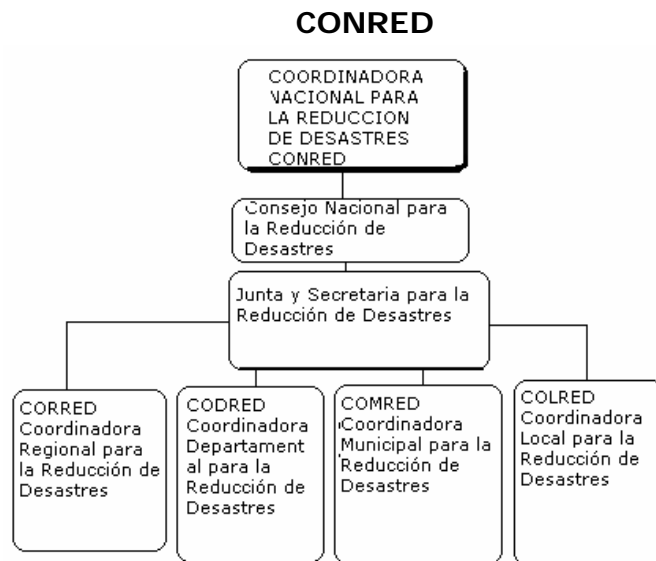 CONRED
COORDINADORA
NACIONAL PARA
LA REDUCCION
DE DESASTRES
CONRED
Consejo Nacional para
la Reducción de
Desastres
Junta y Secretaria para la
Reducción de Desastres
CORRED
Coordinadora
Regional para
la Reducción de
Desastres
CODRED
Coordinadora
Departament
al para la
Reducción de
Desastres
COMRED
Coordinadora
Municipal para la
Reducción de
Desastres
COLRED
Coordinadora
Local para la
Reducción de
Desastres